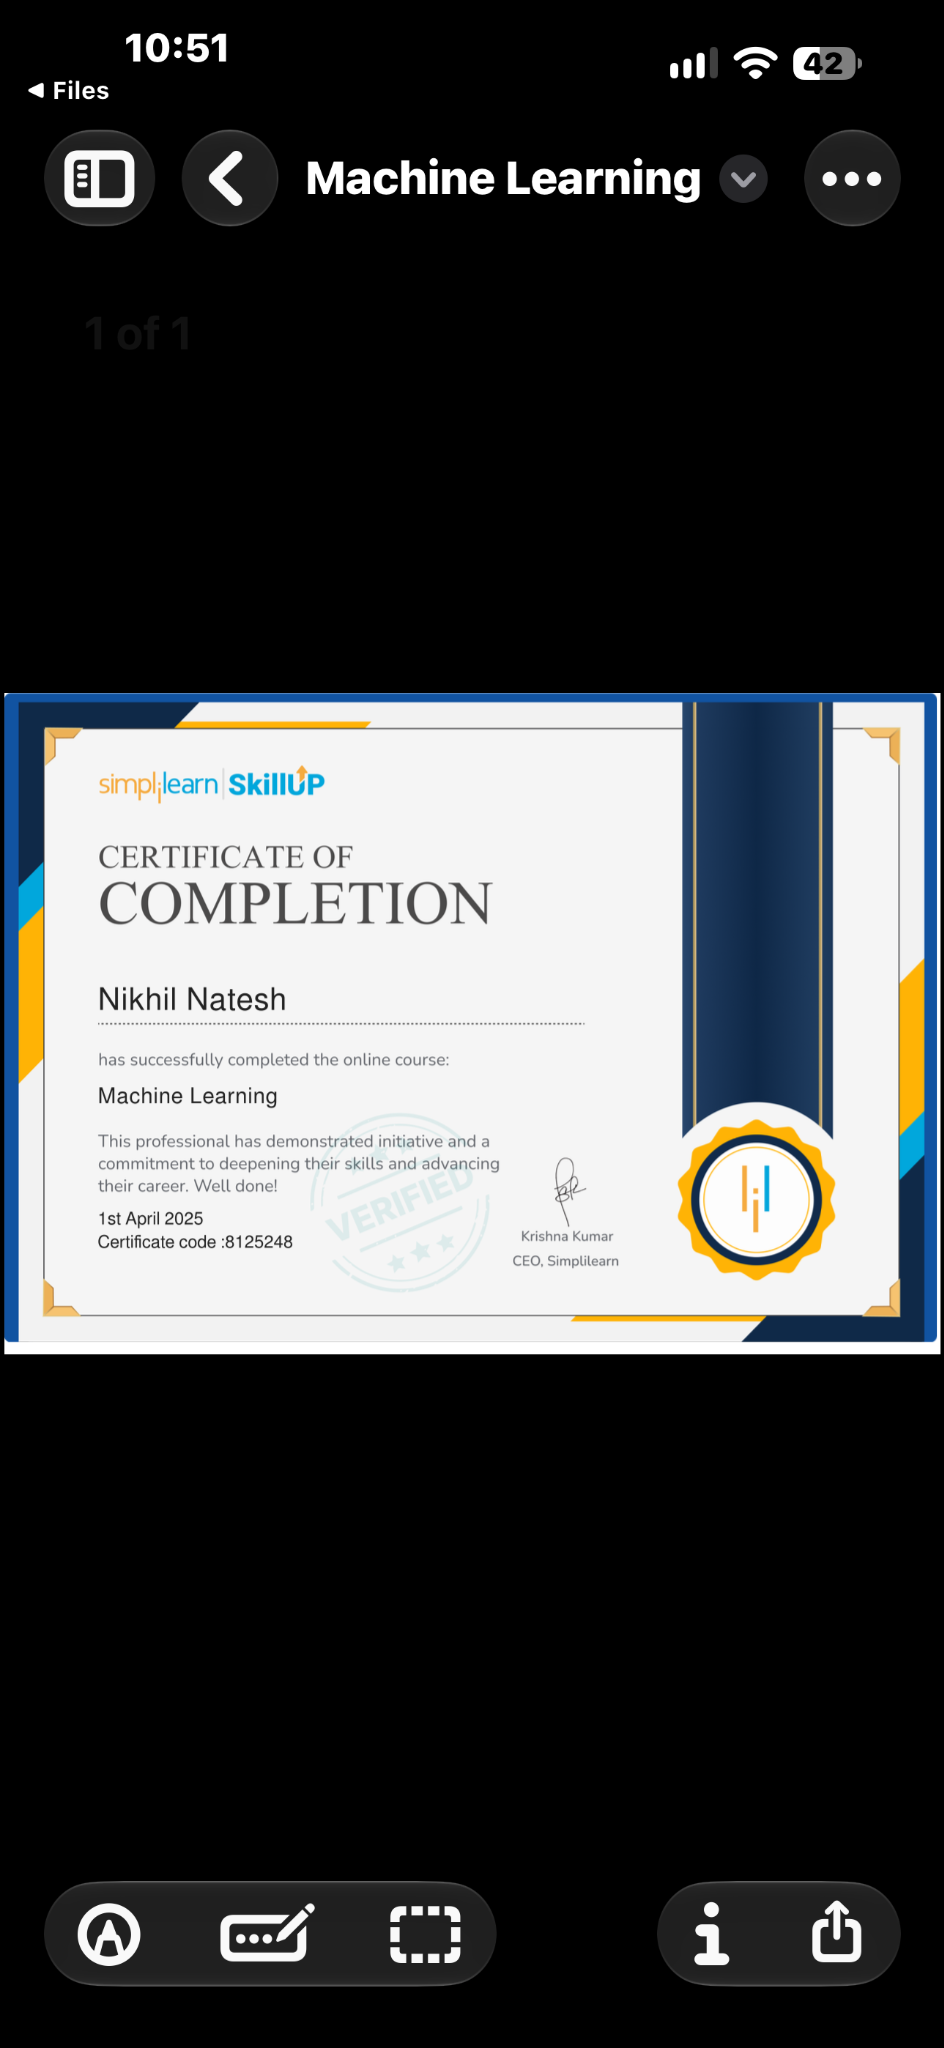 10:51
42
Files
Machine Learning
1 of 1
simplilearn | SkillUP
CERTIFICATE OF
COMPLETION
Nikhil Natesh
has successfully completed the online course:
Machine Learning
This professional has demonstrated initiative and a
commitment to deepening their skills and advancing
their career. Well done!
1st April 2025
Certificate code :8125248
VERIFIED
Krishna Kumar
CEO, Simplilearn